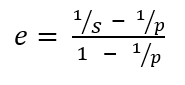 e = (1/s − 1/p) / (1 − 1/p)